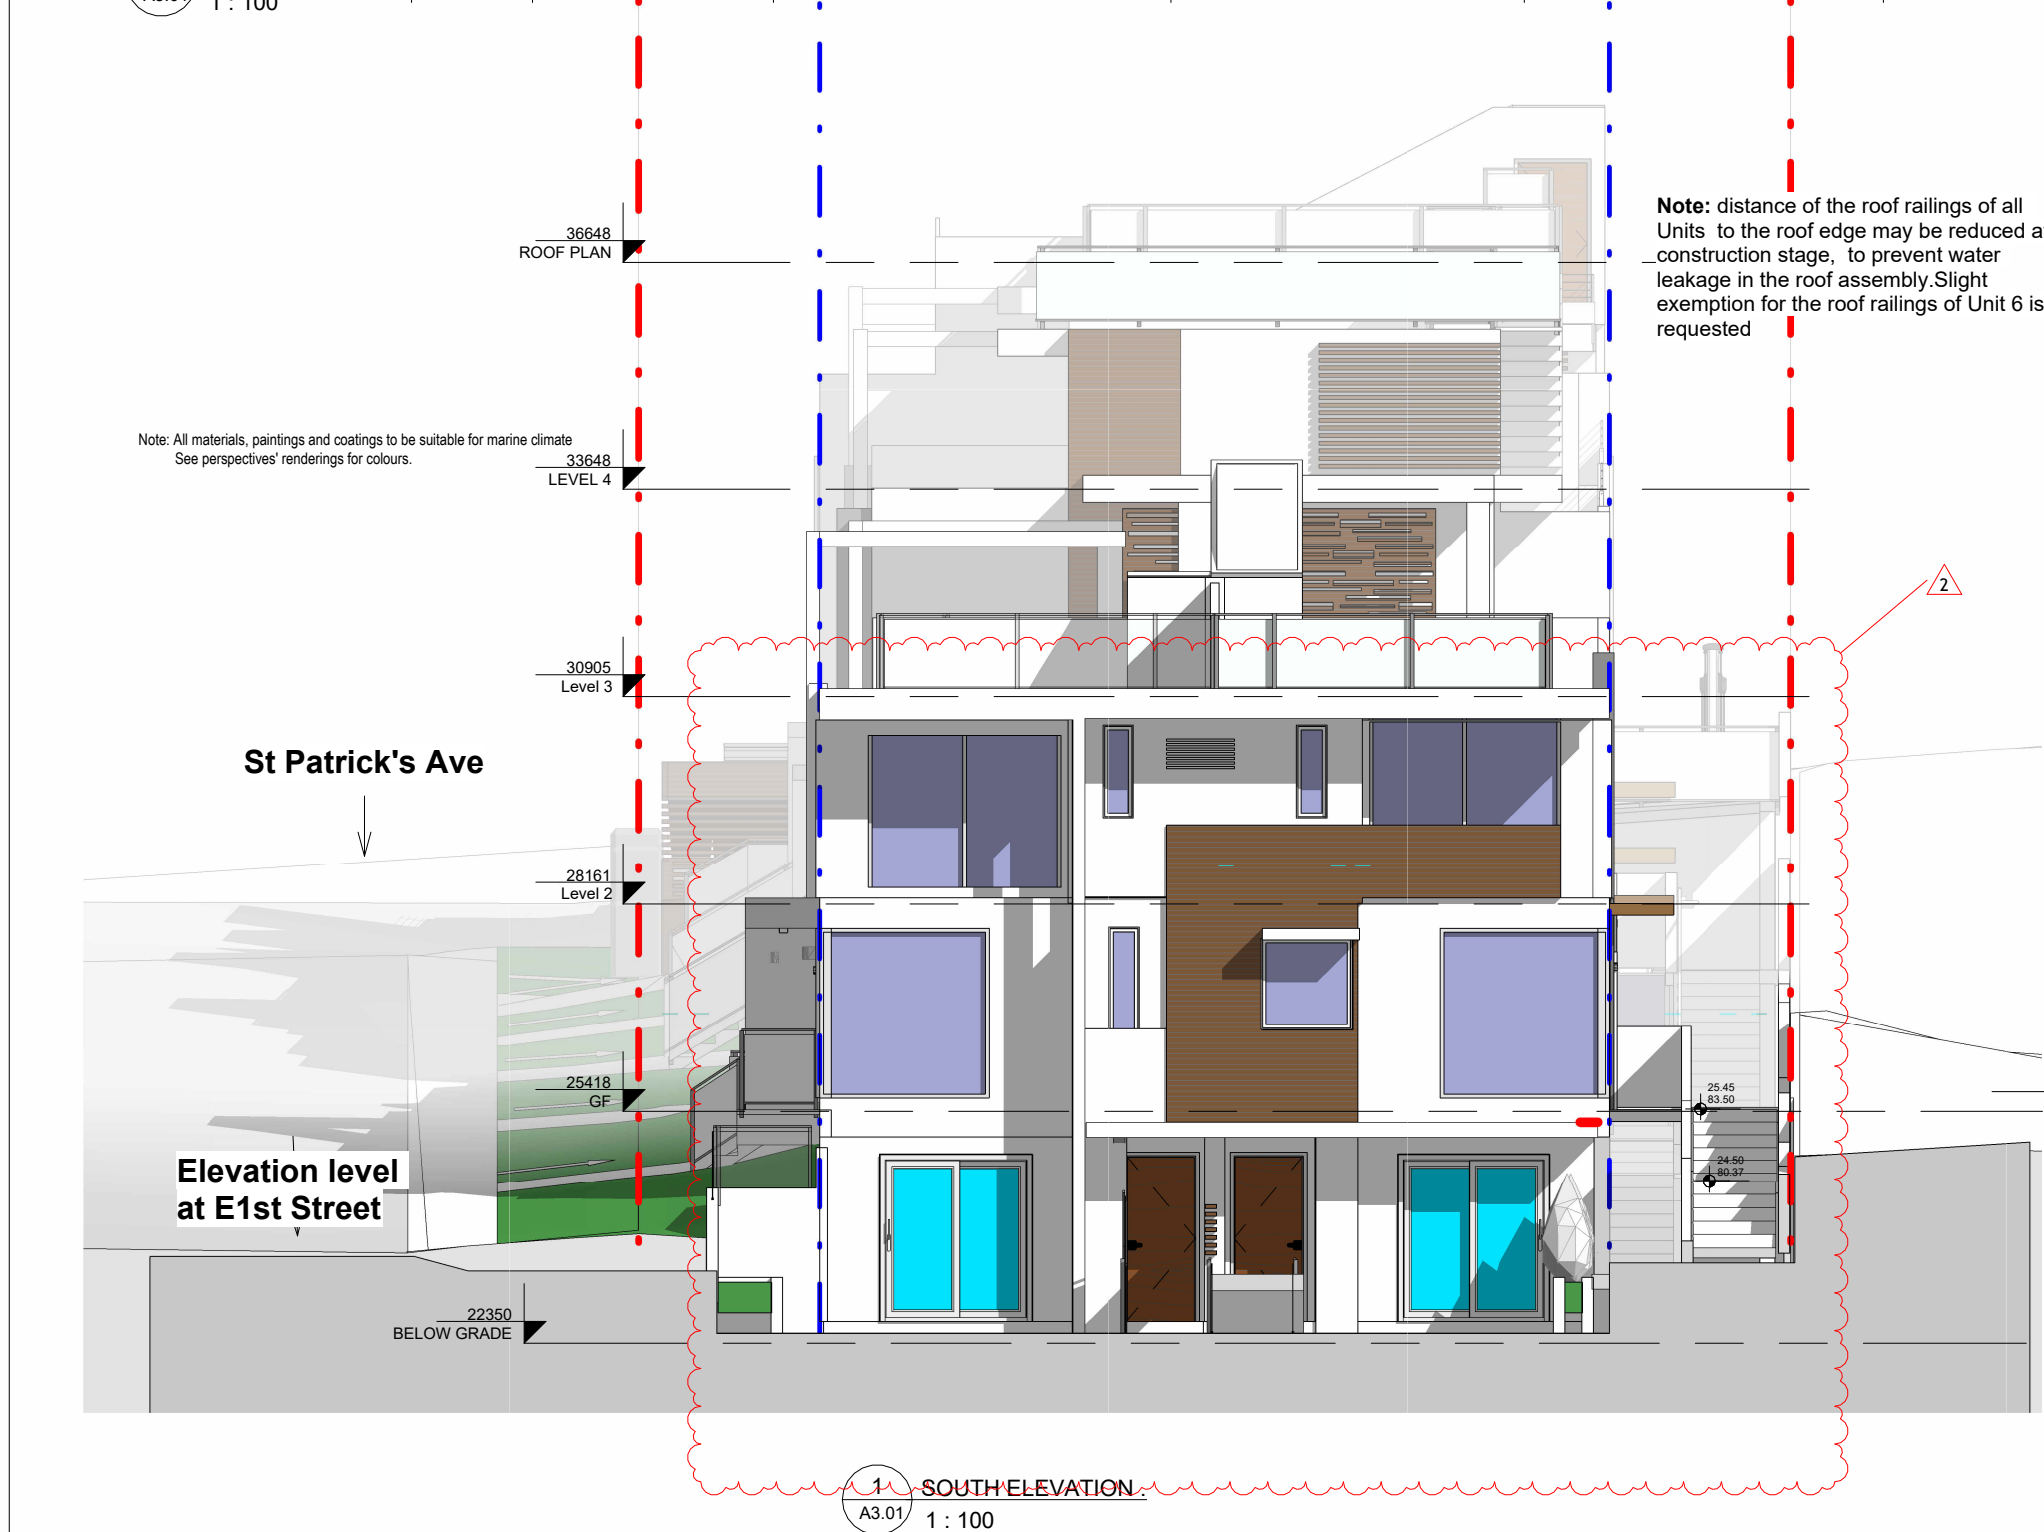 1 : 100
36648
ROOF PLAN
Note: distance of the roof railings of all
Units to the roof edge may be reduced
construction stage, to prevent water
leakage in the roof assembly.Slight
exemption for the roof railings of Unit 6 is
requested
Note: All materials, paintings and coatings to be suitable for marine climate
See perspectives' renderings for colours.
33648
LEVEL 4
2
30905
Level 3
St Patrick's Ave
28161
Level 2
25418
GF
25.45
83.50
24.50
80.37
Elevation level
at E1st Street
22350
BELOW GRADE
1
A3.01
SOUTH ELEVATION .
1 : 100